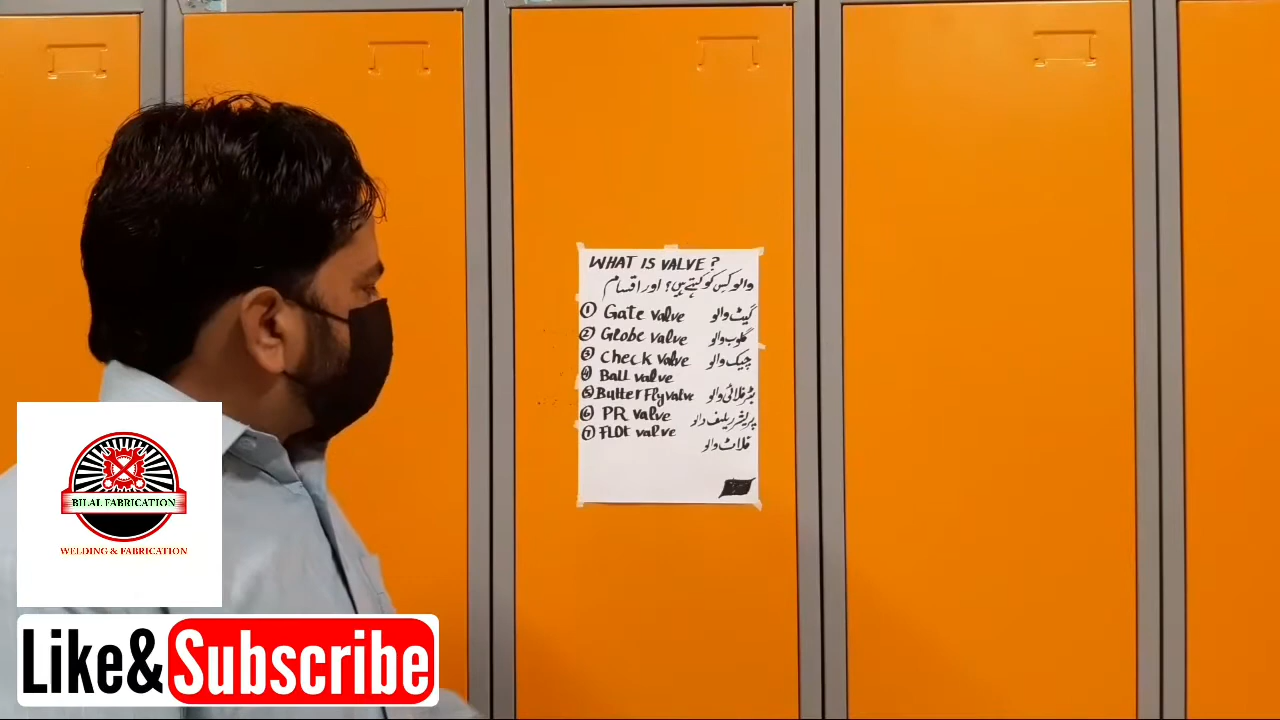 WHAT IS VALVE?
والو کس کو کہتے ہیں؟ اور اقسام
① Gate valve گیٹ والو
② Globe valve گلوب والو
③ Check valve چیک والو
④ Ball valve
⑤ Butterfly valve بٹر فلائی والو
⑥ PR valve پریشر ریلیف والو
⑦ FLOt valve فلاٹ والو
BILAL FABRICATION
WELDING & FABRICATION
Like& Subscribe